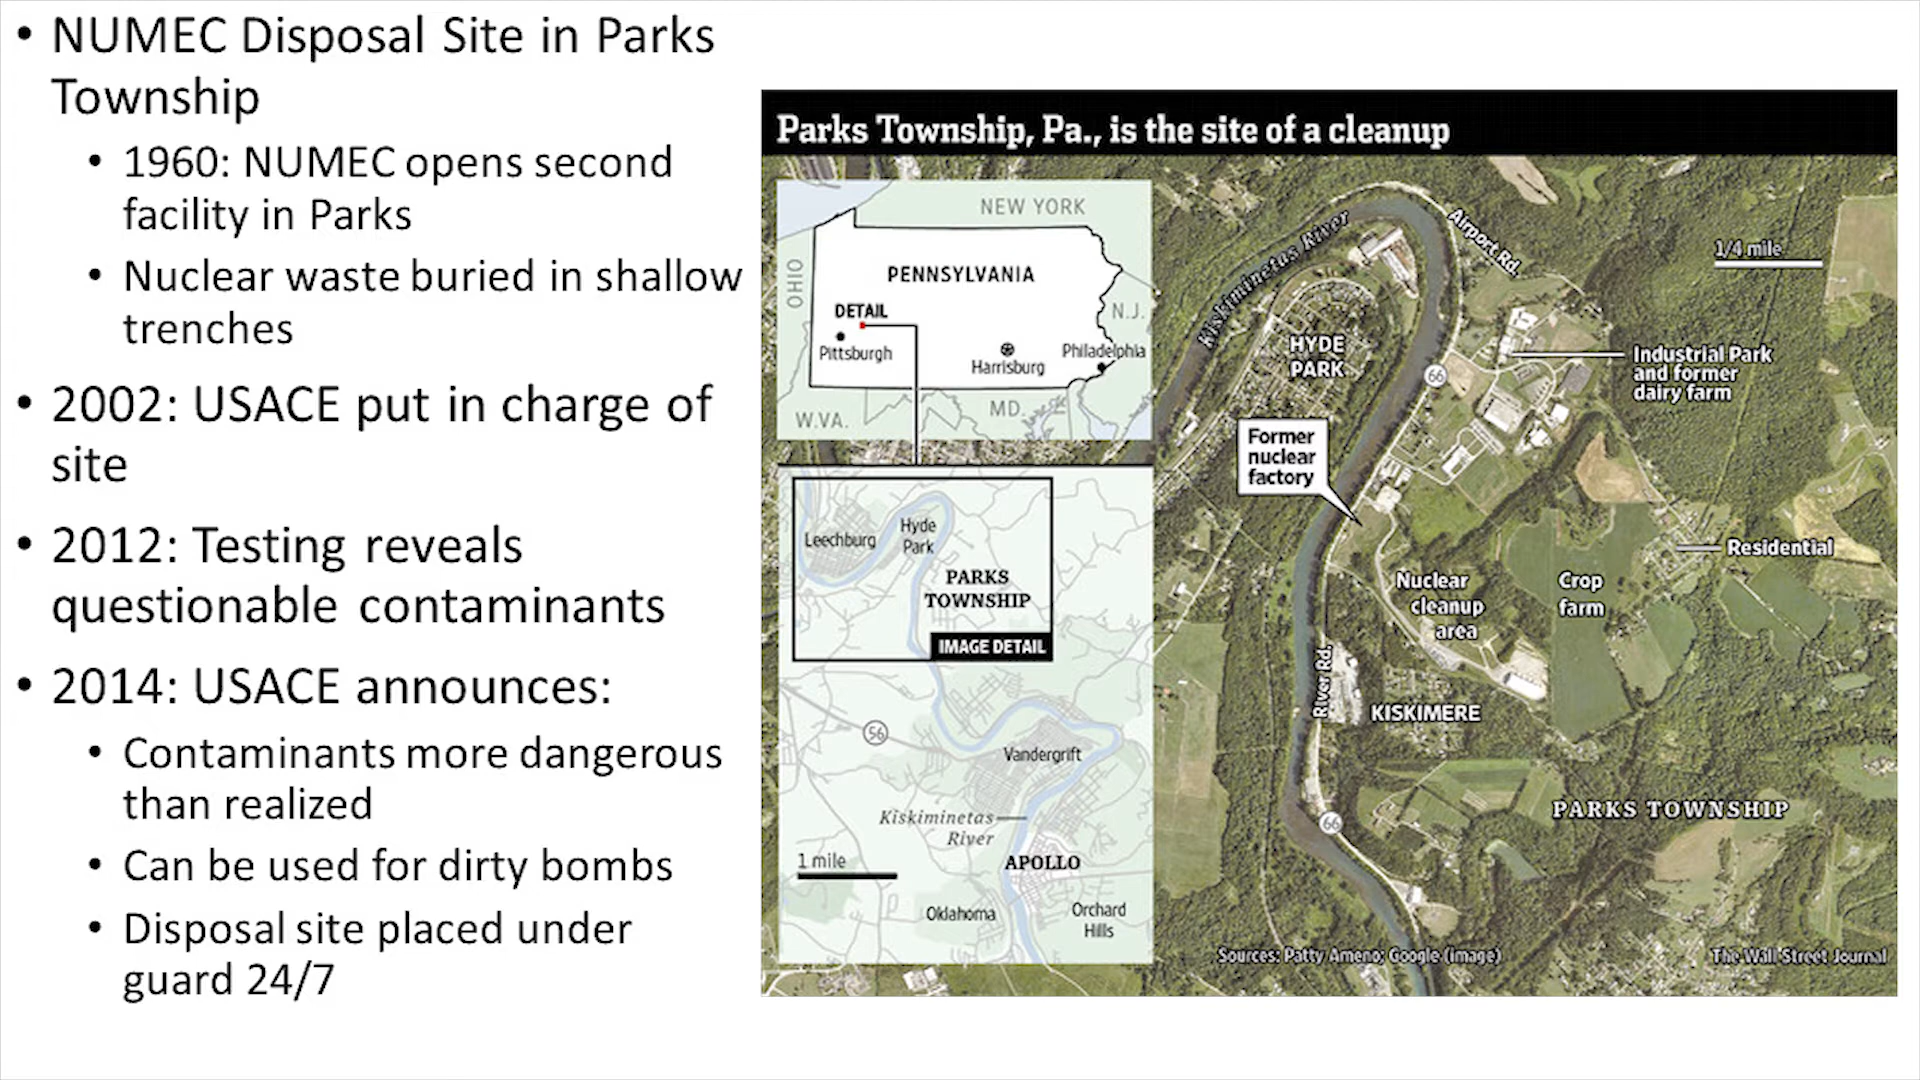 • NUMEC Disposal Site in Parks
Township
• 1960: NUMEC opens second
facility in Parks
• Nuclear waste buried in shallow
trenches
• 2002: USACE put in charge of
site
• 2012: Testing reveals
questionable contaminants
• 2014: USACE announces:
• Contaminants more dangerous
than realized
• Can be used for dirty bombs
• Disposal site placed under
guard 24/7
Parks Township, Pa., is the site of a cleanup
NEW YORK
OHIO
PENNSYLVANIA
DETAIL
N.J.
Pittsburgh
Harrisburg
Philadelphia
W.VA.
MD.
Leechburg
Hyde
Park
PARKS
TOWNSHIP
IMAGE DETAIL
56
Vandergrift
Kiskiminetas
River
1 mile
APOLLO
Oklahoma
Orchard
Hills
Kiskiminetas River
Airport Rd.
1/4 mile
HYDE
PARK
66
Industrial Park
and former
dairy farm
Former
nuclear
factory
Residential
Nuclear
cleanup
area
Crop
farm
River Rd.
KISKIMERE
PARKS TOWNSHIP
66
Sources: Patty Ameno; Google (image)
The Wall Street Journal